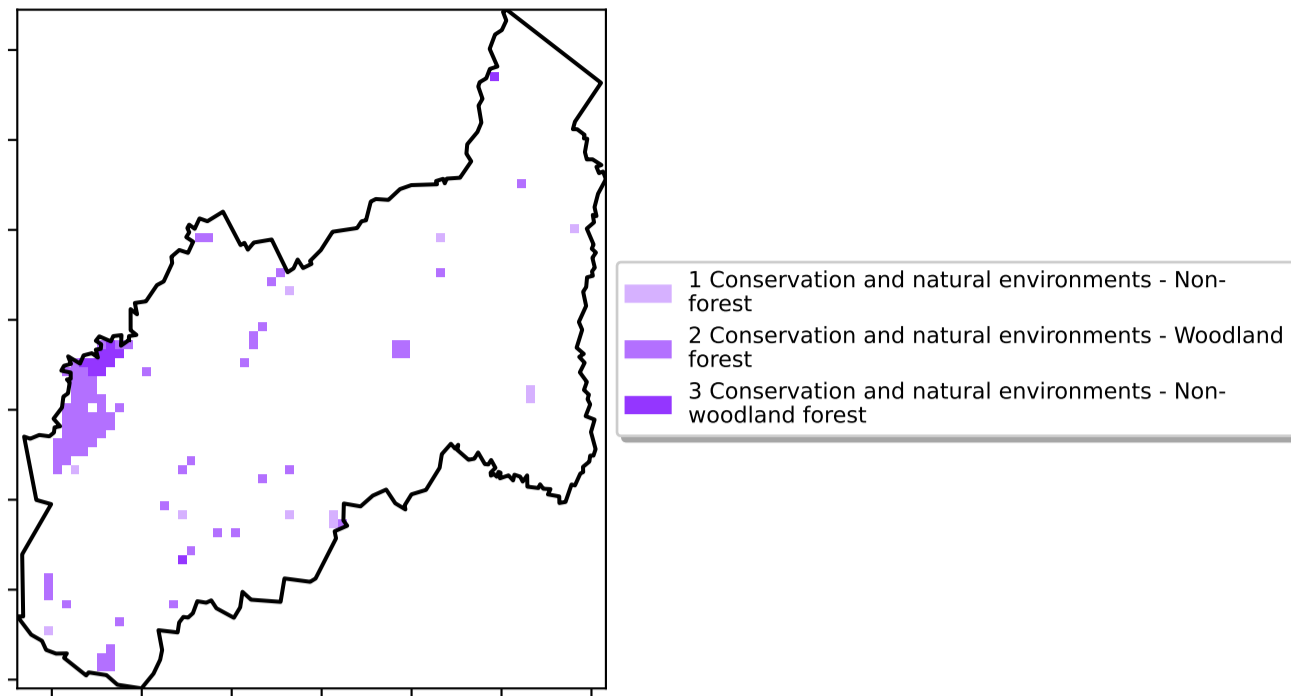 1 Conservation and natural environments - Non-
forest
2 Conservation and natural environments - Woodland
forest
3 Conservation and natural environments - Non-
woodland forest